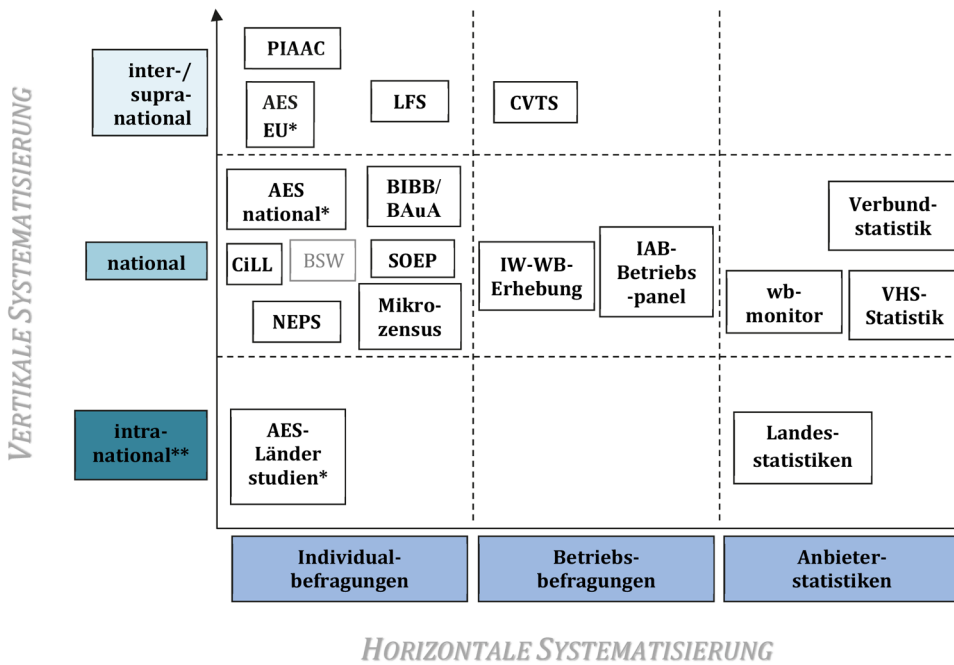 VERTIKALE SYSTEMATISIERUNG
inter-/
supra-
national
PIAAC
AES
EU*
LFS
CVTS
national
AES
national*
BIBB/
BAuA
CiLL
BSW
SOEP
NEPS
Mikro-
zensus
IW-WB-
Erhebung
IAB-
Betriebs
-panel
Verbund-
statistik
wb-
monitor
VHS-
Statistik
intra-
national**
AES-
Länder
studien*
Landes-
statistiken
Individual-
befragungen
Betriebs-
befragungen
Anbieter-
statistiken
HORIZONTALE SYSTEMATISIERUNG